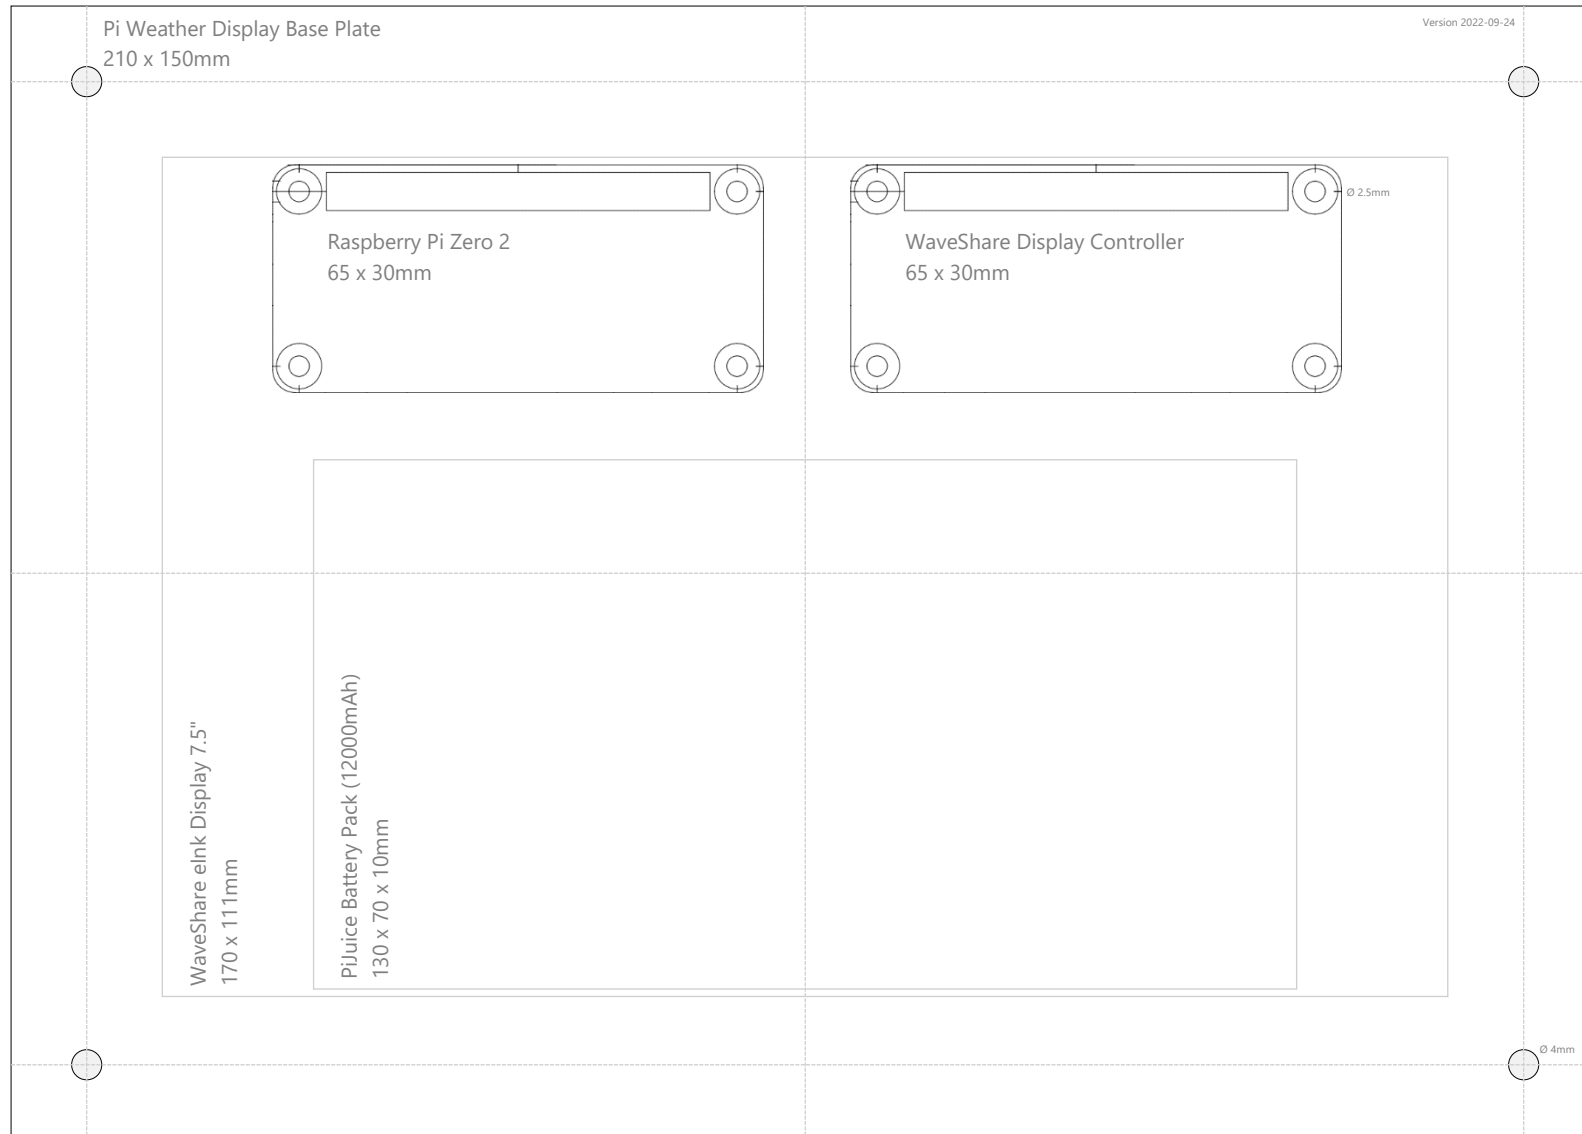 Pi Weather Display Base Plate
210 x 150mm
Version 2022-09-24
Raspberry Pi Zero 2
65 x 30mm
WaveShare Display Controller
65 x 30mm
Ø 2.5mm
WaveShare eInk Display 7.5"
170 x 111mm
PiJuice Battery Pack (12000mAh)
130 x 70 x 10mm
Ø 4mm